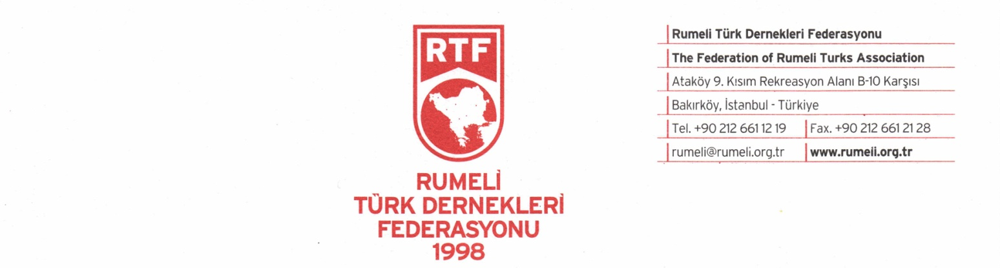 RTF
RUMELİ
TÜRK DERNEKLERİ
FEDERASYONU
1998
Rumeli Türk Dernekleri Federasyonu
The Federation of Rumeli Turks Association
Ataköy 9. Kısım Rekreasyon Alanı B-10 Karşısı
Bakırköy, İstanbul - Türkiye
Tel. +90 212 661 12 19 Fax. +90 212 661 21 28
rumeli@rumeli.org.tr www.rumeli.org.tr